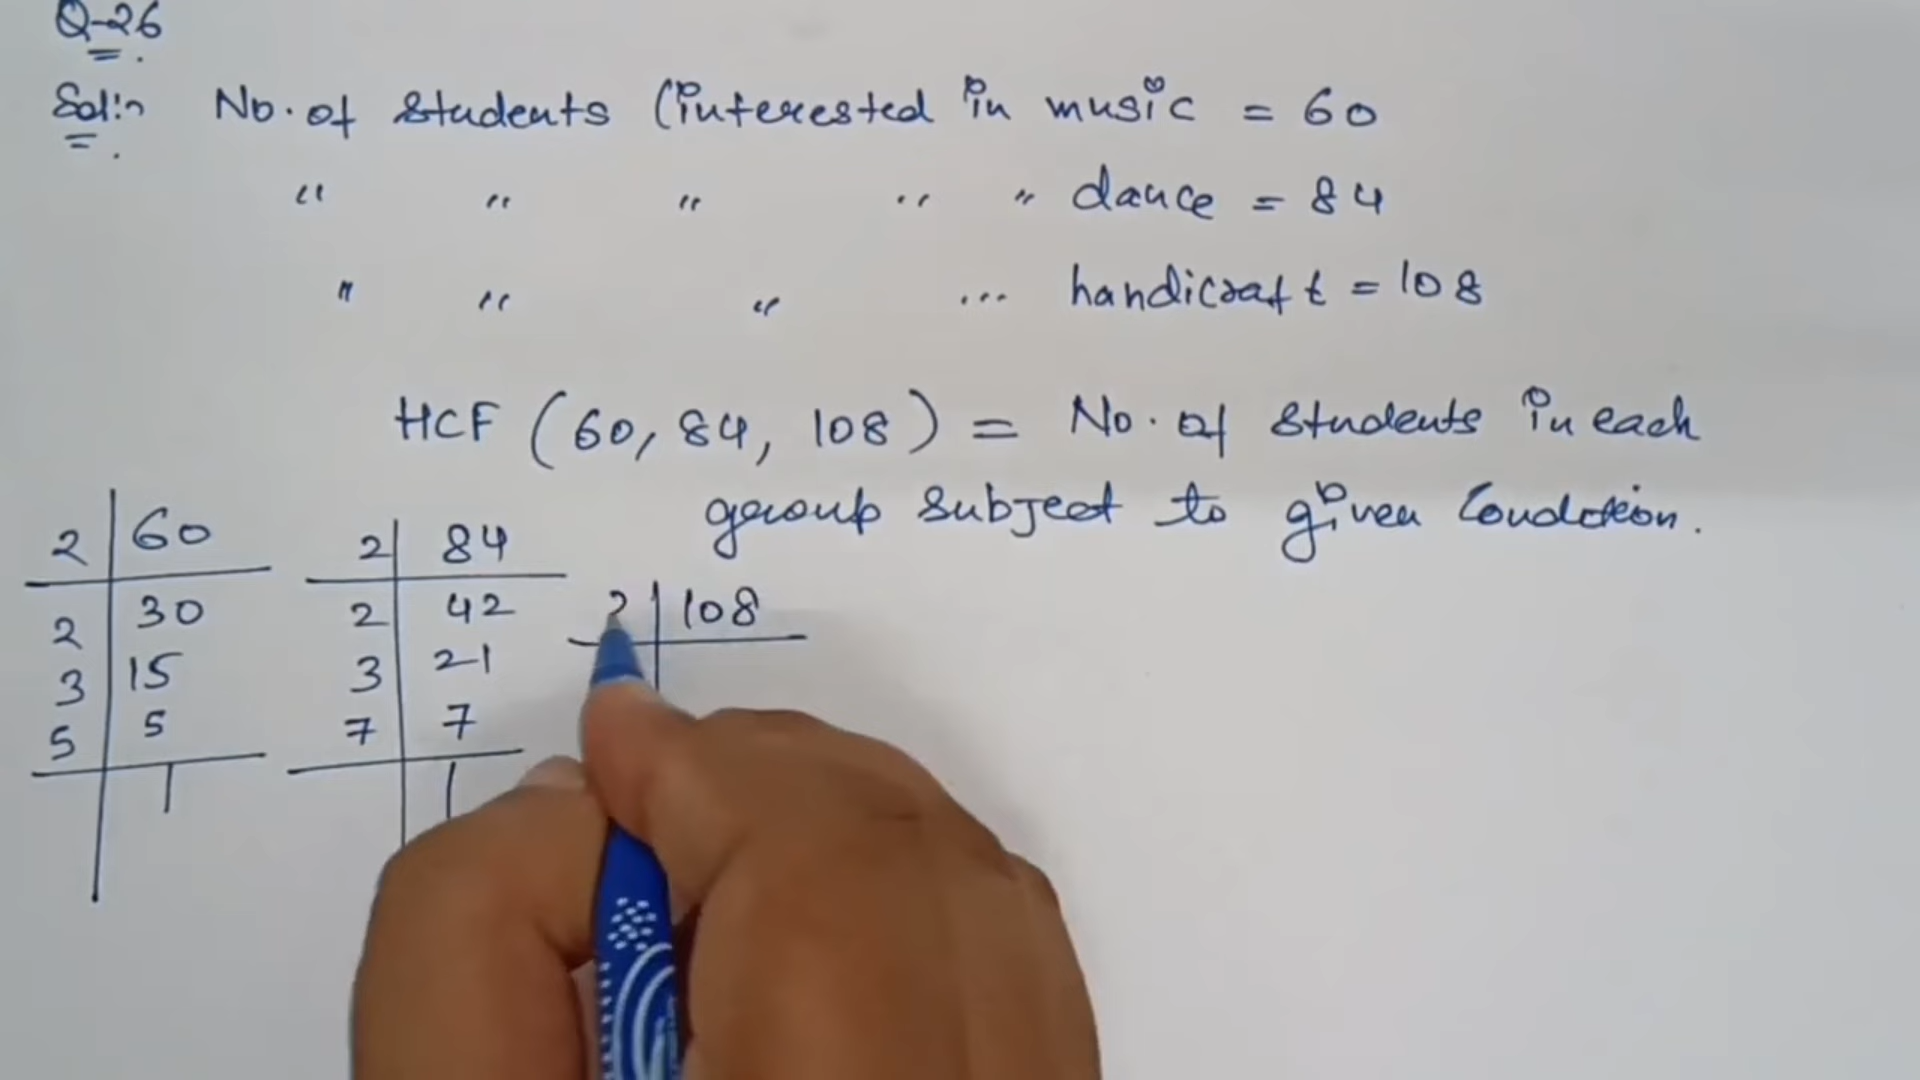 Q-26
Sol:n No. of students (interested in music = 60
" " " " " dance = 84
" " " ... handicraft = 108
HCF (60, 84, 108) = No. of students in each
group subject to given condition.
2 | 60
2 | 30
3 | 15
5 | 5
1
2 | 84
2 | 42
3 | 21
7 | 7
1
2 | 108